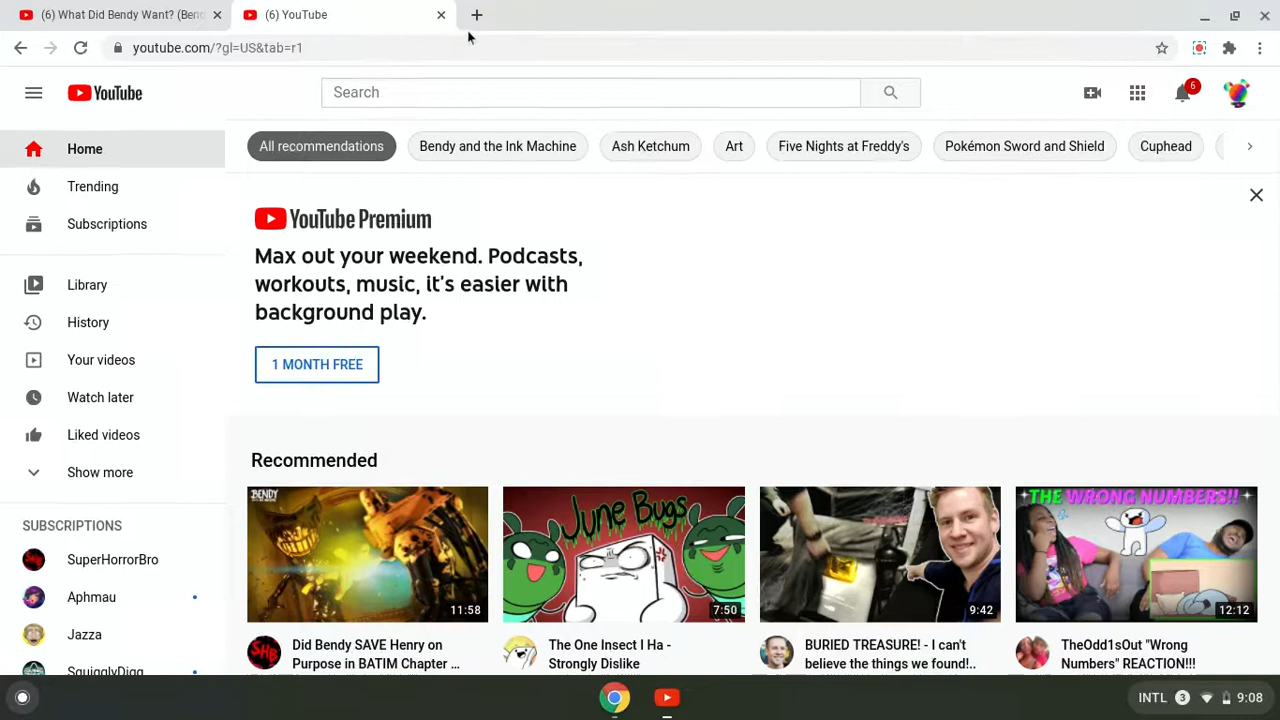 (6) What Did Bendy Want? (Ben
(6) YouTube
youtube.com/?gl=US&tab=r1
YouTube
Search
6
Home
Trending
Subscriptions
Library
History
Your videos
Watch later
Liked videos
Show more
SUBSCRIPTIONS
SuperHorrorBro
Aphmau
Jazza
SquigglyDigg
All recommendations
Bendy and the Ink Machine
Ash Ketchum
Art
Five Nights at Freddy's
Pokémon Sword and Shield
Cuphead
YouTube Premium
Max out your weekend. Podcasts,
workouts, music, it's easier with
background play.
1 MONTH FREE
Recommended
BENDY
11:58
SHB
Did Bendy SAVE Henry on
Purpose in BATIM Chapter ...
June Bugs
7:50
The One Insect I Ha -
Strongly Dislike
9:42
BURIED TREASURE! - I can't
believe the things we found!..
THE WRONG NUMBERS!!
12:12
TheOdd1sOut "Wrong
Numbers" REACTION!!!
INTL
3
9:08